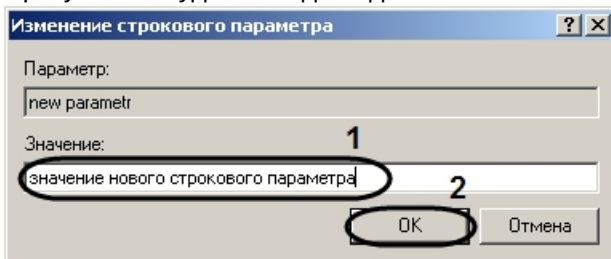 Изменение строкового параметра
Параметр:
new parametr
Значение:
1
значение нового строкового параметра
2
OK
Отмена